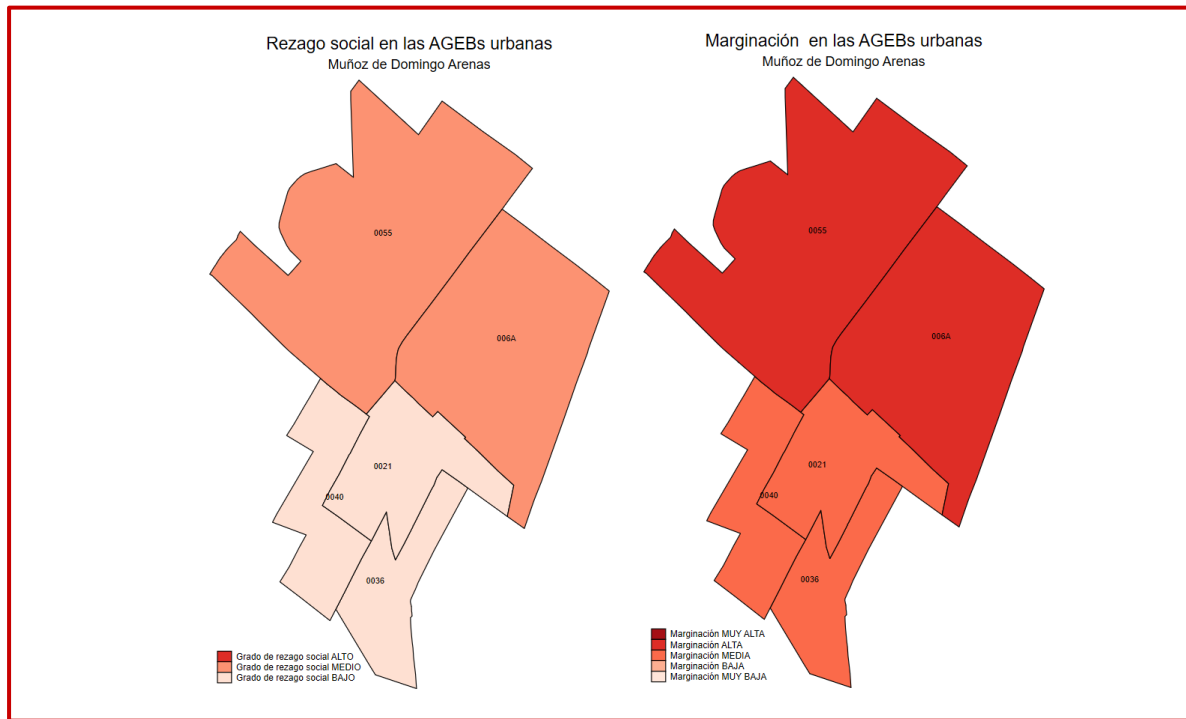 Rezago social en las AGEBs urbanas
Muñoz de Domingo Arenas
0055
006A
0021
0040
0036
Grado de rezago social ALTO
Grado de rezago social MEDIO
Grado de rezago social BAJO
Marginación en las AGEBs urbanas
Muñoz de Domingo Arenas
0055
006A
0021
0040
0036
Marginación MUY ALTA
Marginación ALTA
Marginación MEDIA
Marginación BAJA
Marginación MUY BAJA